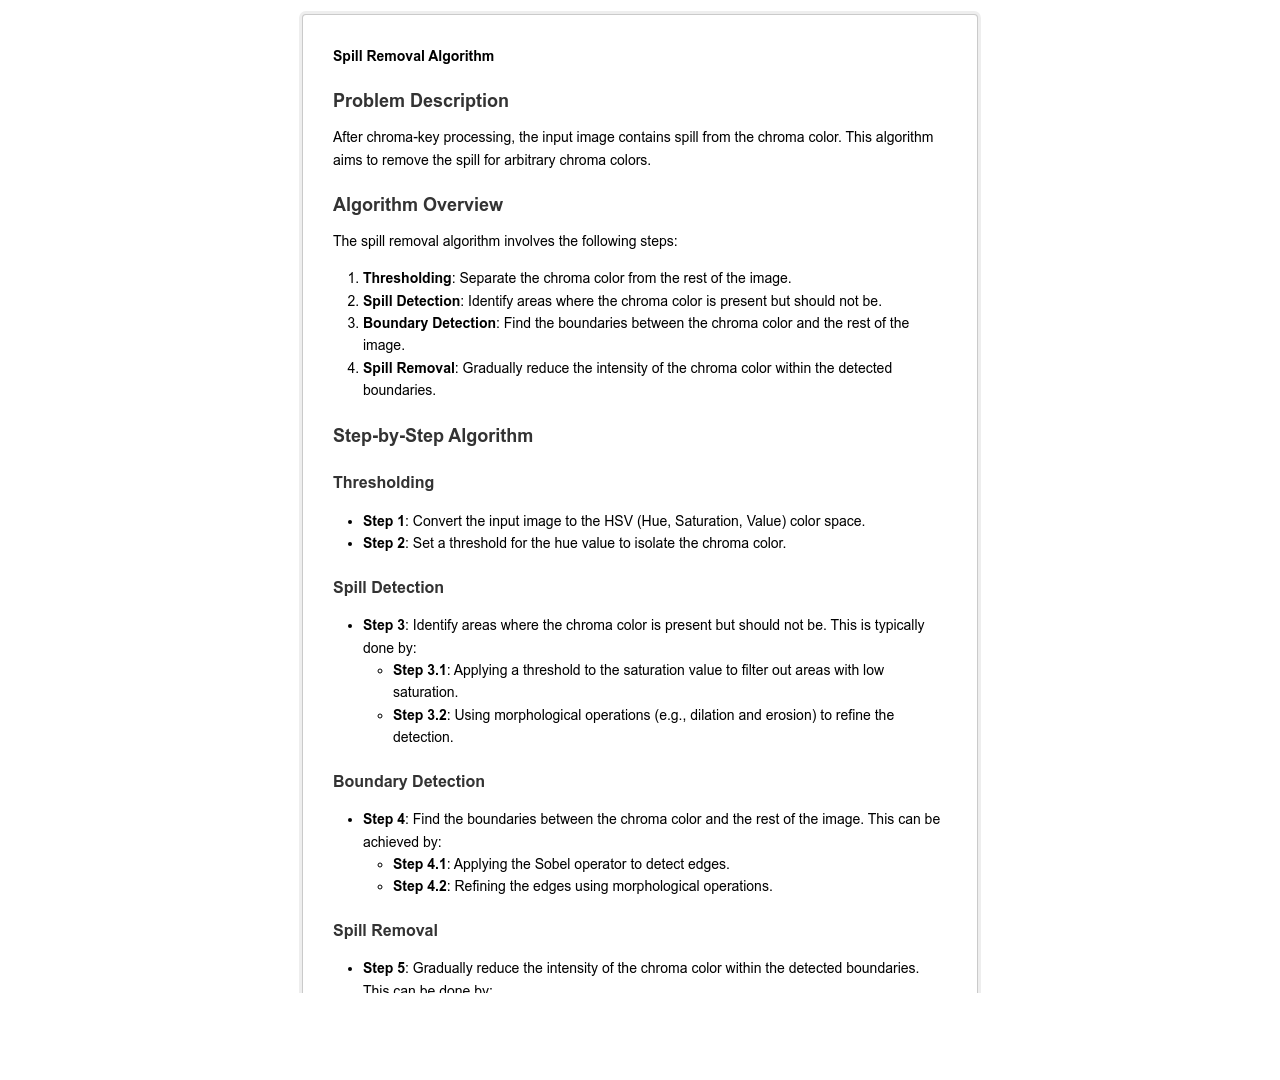 Spill Removal Algorithm
Problem Description
After chroma-key processing, the input image contains spill from the chroma color. This algorithm
aims to remove the spill for arbitrary chroma colors.
Algorithm Overview
The spill removal algorithm involves the following steps:
1. Thresholding: Separate the chroma color from the rest of the image.
2. Spill Detection: Identify areas where the chroma color is present but should not be.
3. Boundary Detection: Find the boundaries between the chroma color and the rest of the
image.
4. Spill Removal: Gradually reduce the intensity of the chroma color within the detected
boundaries.
Step-by-Step Algorithm
Thresholding
• Step 1: Convert the input image to the HSV (Hue, Saturation, Value) color space.
• Step 2: Set a threshold for the hue value to isolate the chroma color.
Spill Detection
• Step 3: Identify areas where the chroma color is present but should not be. This is typically
done by:
◦ Step 3.1: Applying a threshold to the saturation value to filter out areas with low
saturation.
◦ Step 3.2: Using morphological operations (e.g., dilation and erosion) to refine the
detection.
Boundary Detection
• Step 4: Find the boundaries between the chroma color and the rest of the image. This can be
achieved by:
◦ Step 4.1: Applying the Sobel operator to detect edges.
◦ Step 4.2: Refining the edges using morphological operations.
Spill Removal
• Step 5: Gradually reduce the intensity of the chroma color within the detected boundaries.
This can be done by: